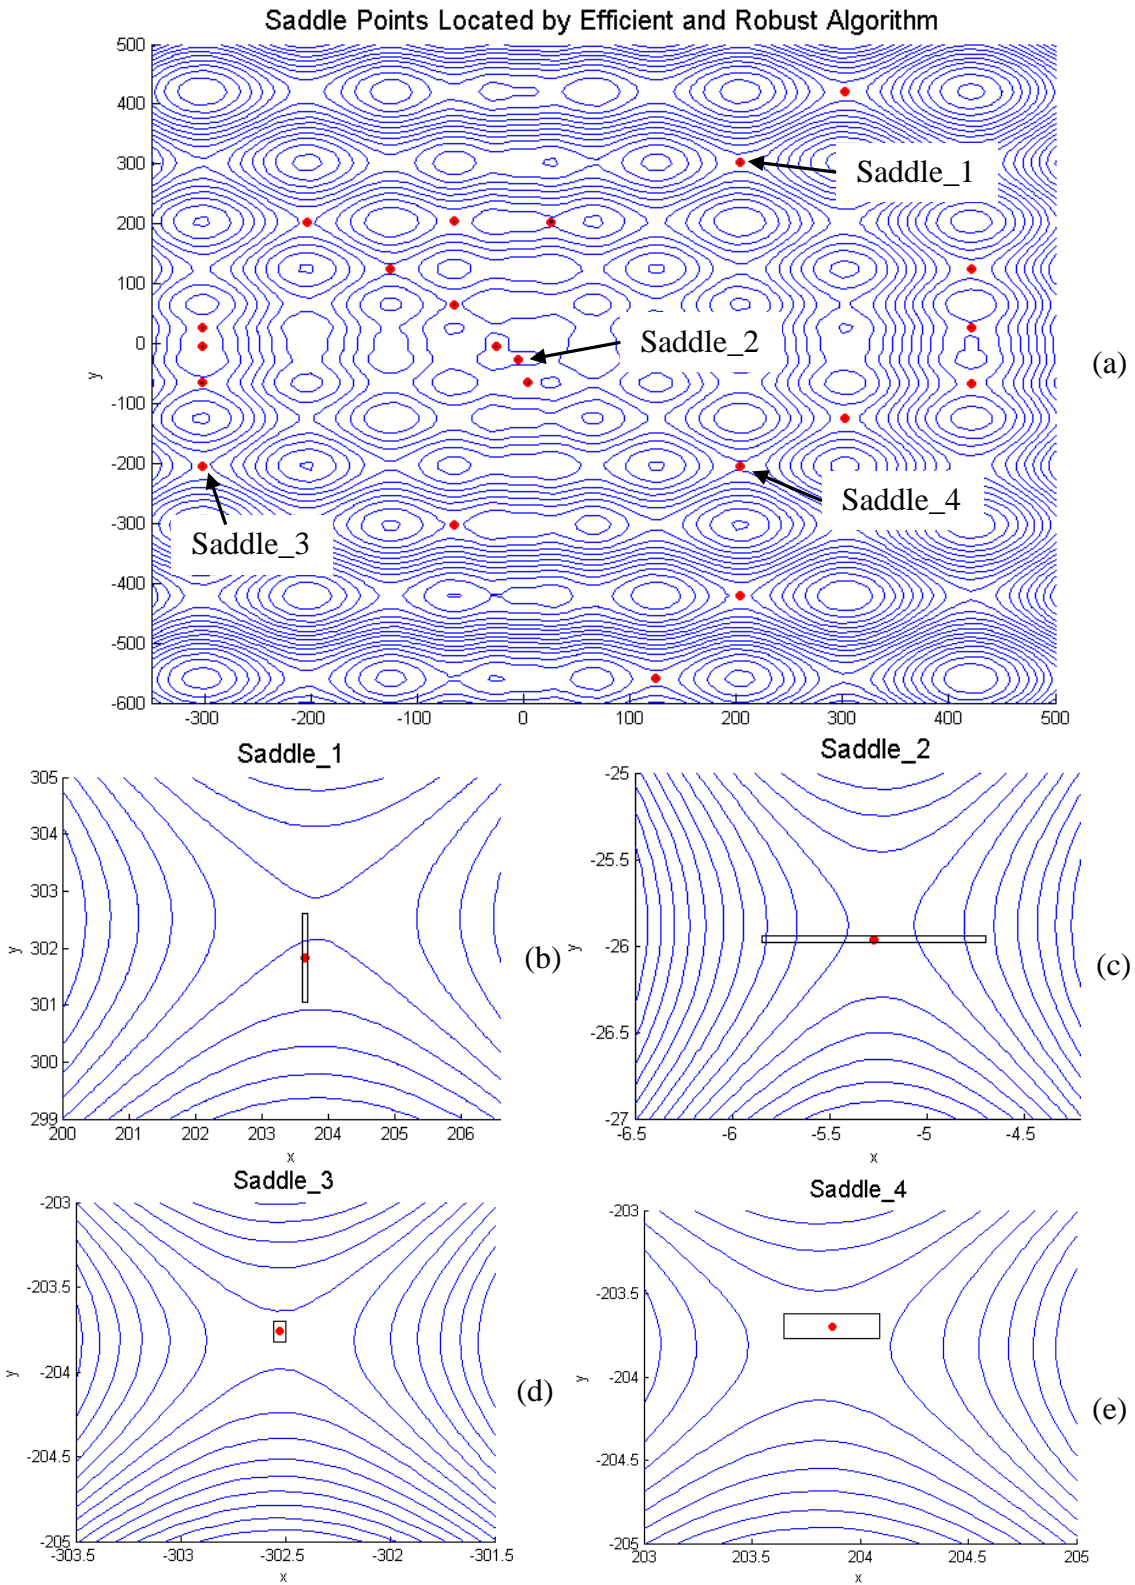 Saddle Points Located by Efficient and Robust Algorithm
500
400
300
200
100
0
-100
-200
-300
-400
-500
-600
y
-300 -200 -100 0 100 200 300 400 500
Saddle_1
Saddle_2
Saddle_3
Saddle_4
(a)
Saddle_1
305
304
303
302
301
300
299
y
200 201 202 203 204 205 206
x
(b)
Saddle_2
-25
-25.5
-26
-26.5
-27
y
-6.5 -6 -5.5 -5 -4.5
x
(c)
Saddle_3
-203
-203.5
-204
-204.5
-205
y
-303.5 -303 -302.5 -302 -301.5
x
(d)
Saddle_4
-203
-203.5
-204
-204.5
-205
y
203 203.5 204 204.5 205
x
(e)